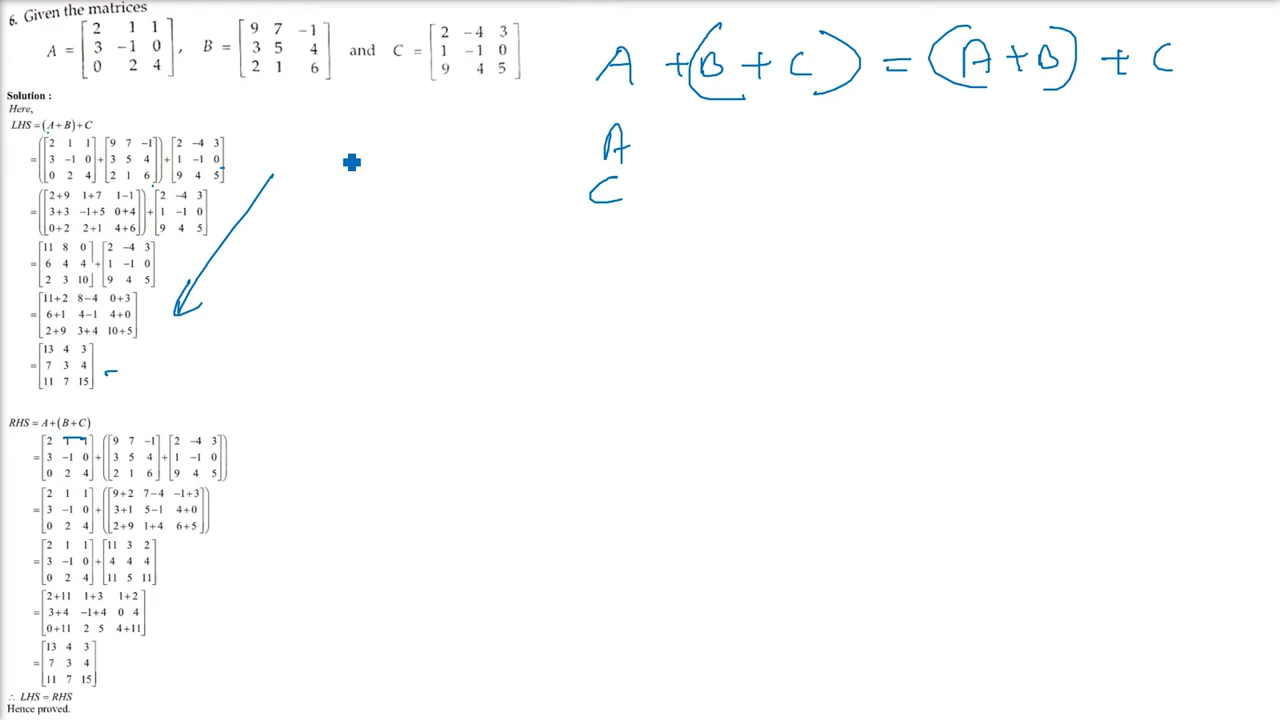 6. Given the matrices
A = [2 1 1
3 −1 0
0 2 4], B = [9 7 −1
3 5 4
2 1 6] and C = [2 −4 3
1 −1 0
9 4 5]
A + (B + C) = (A + B) + C
A
C
Solution :
Here,
LHS = (A+B)+C
= ([2 1 1
3 −1 0
0 2 4] + [9 7 −1
3 5 4
2 1 6]) + [2 −4 3
1 −1 0
9 4 5]
= ([2+9 1+7 1−1
3+3 −1+5 0+4
0+2 2+1 4+6]) + [2 −4 3
1 −1 0
9 4 5]
= [11 8 0
6 4 4
2 3 10] + [2 −4 3
1 −1 0
9 4 5]
= [11+2 8−4 0+3
6+1 4−1 4+0
2+9 3+4 10+5]
= [13 4 3
7 3 4
11 7 15]
RHS = A+(B+C)
= [2 1 1
3 −1 0
0 2 4] + ([9 7 −1
3 5 4
2 1 6] + [2 −4 3
1 −1 0
9 4 5])
= [2 1 1
3 −1 0
0 2 4] + ([9+2 7−4 −1+3
3+1 5−1 4+0
2+9 1+4 6+5])
= [2 1 1
3 −1 0
0 2 4] + [11 3 2
4 4 4
11 5 11]
= [2+11 1+3 1+2
3+4 −1+4 0 4
0+11 2 5 4+11]
= [13 4 3
7 3 4
11 7 15]
∴ LHS = RHS
Hence proved.